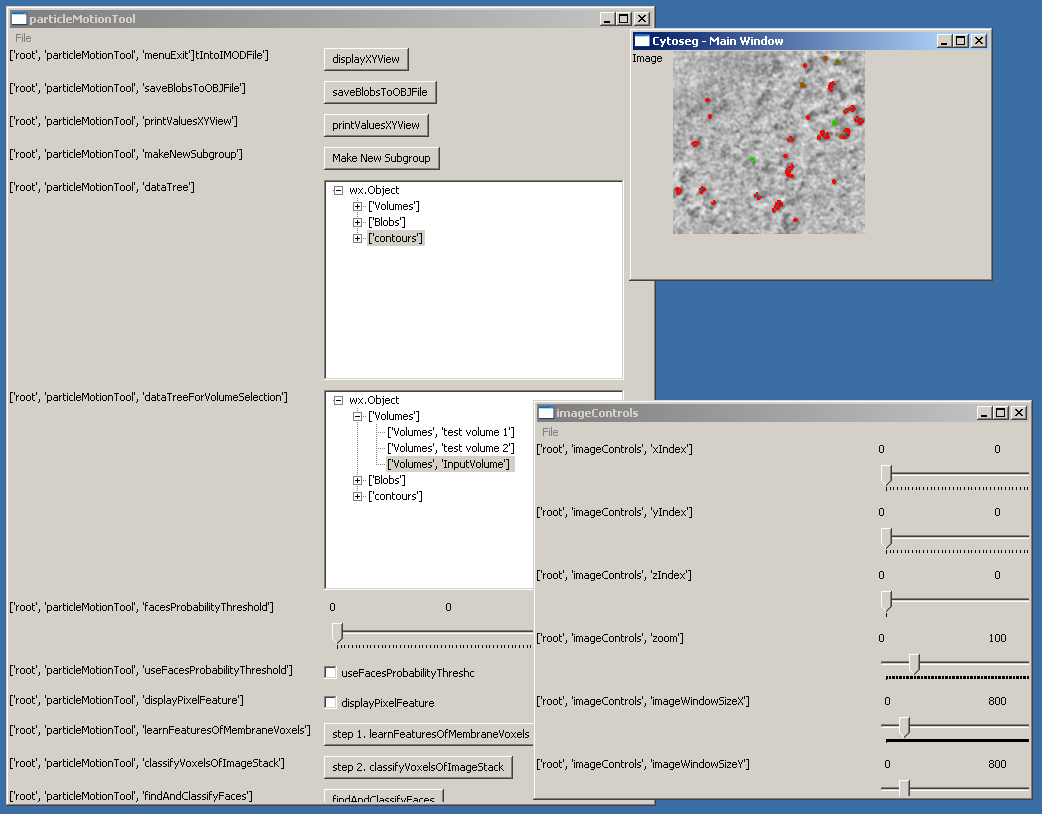 particleMotionTool
File
['root', 'particleMotionTool', 'menuExit']tIntoIMODFile']
displayXYView
['root', 'particleMotionTool', 'saveBlobsToOBJFile']
saveBlobsToOBJFile
['root', 'particleMotionTool', 'printValuesXYView']
printValuesXYView
['root', 'particleMotionTool', 'makeNewSubgroup']
Make New Subgroup
['root', 'particleMotionTool', 'dataTree']
wx.Object
['Volumes']
['Blobs']
['contours']
['root', 'particleMotionTool', 'dataTreeForVolumeSelection']
wx.Object
['Volumes']
['Volumes', 'test volume 1']
['Volumes', 'test volume 2']
['Volumes', 'InputVolume']
['Blobs']
['contours']
['root', 'particleMotionTool', 'facesProbabilityThreshold']
0 0
['root', 'particleMotionTool', 'useFacesProbabilityThreshold']
useFacesProbabilityThreshc
['root', 'particleMotionTool', 'displayPixelFeature']
displayPixelFeature
['root', 'particleMotionTool', 'learnFeaturesOfMembraneVoxels']
step 1. learnFeaturesOfMembraneVoxels
['root', 'particleMotionTool', 'classifyVoxelsOfImageStack']
step 2. classifyVoxelsOfImageStack
['root', 'particleMotionTool', 'findAndClassifyFaces']
findAndClassifyFaces
Cytoseg - Main Window
Image
imageControls
File
['root', 'imageControls', 'xIndex']
0 0
['root', 'imageControls', 'yIndex']
0 0
['root', 'imageControls', 'zIndex']
0 0
['root', 'imageControls', 'zoom']
0 100
['root', 'imageControls', 'imageWindowSizeX']
0 800
['root', 'imageControls', 'imageWindowSizeY']
0 800